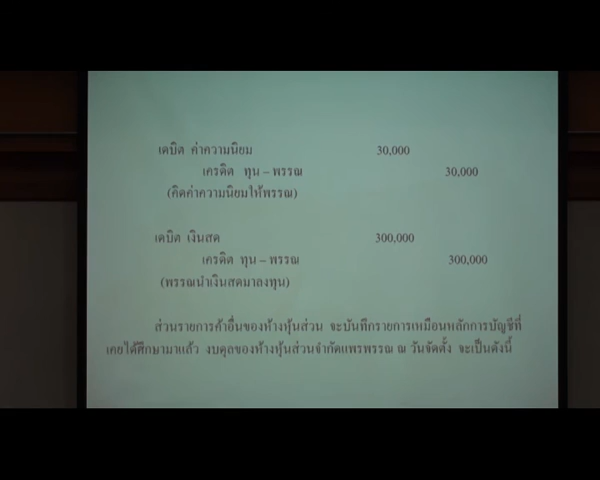 เดบิต ค่าความนิยม 30,000
เครดิต ทุน – พรรณ 30,000
(คิดค่าความนิยมให้พรรณ)
เดบิต เงินสด 300,000
เครดิต ทุน – พรรณ 300,000
(พรรณนำเงินสดมาลงทุน)
ส่วนรายการค้าอื่นของห้างหุ้นส่วน จะบันทึกรายการเหมือนหลักการบัญชีที่
เคยได้ศึกษามาแล้ว งบดุลของห้างหุ้นส่วนจำกัดแพรพรรณ ณ วันจัดตั้ง จะเป็นดังนี้